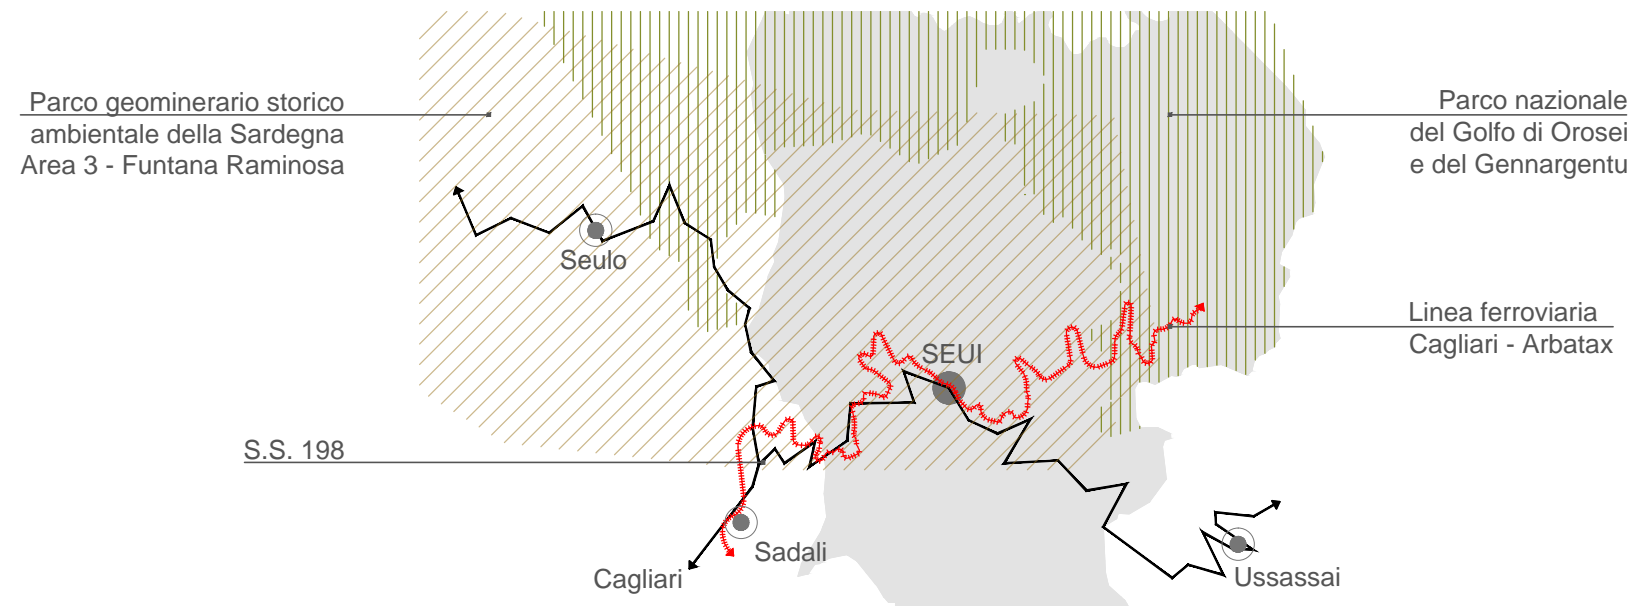 Parco geominerario storico
ambientale della Sardegna
Area 3 - Funtana Raminosa
Parco nazionale
del Golfo di Orosei
e del Gennargentu
Seulo
Linea ferroviaria
Cagliari - Arbatax
SEUI
S.S. 198
Sadali
Cagliari
Ussassai